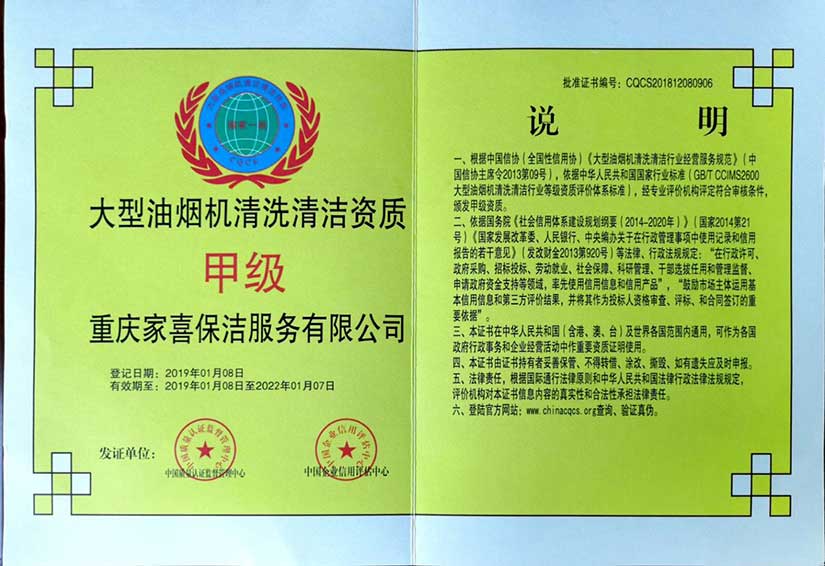 国家一级
CQCS
大型油烟机清洗清洁资质
甲级
重庆家喜保洁服务有限公司
登记日期：2019年01月08日
有效期至：2019年01月08日至2022年01月07日
发证单位：
中国质量认证监督管理中心
中国企业信用评估中心
批准证书编号：CQCS201812080906
说 明
一、根据中国信协（全国性信用协）《大型油烟机清洗清洁行业经营服务规范》（中
国信协主席令2013第09号），依据中华人民共和国国家行业标准（GB/T CCIMS2600
大型油烟机清洗清洁行业等级资质评价体系标准），经专业评价机构评定符合审核条件，
颁发甲级资质。
二、依据国务院《社会信用体系建设规划纲要（2014-2020年）》（国家2014第21
号）《国家发展改革委、人民银行、中央编办关于在行政管理事项中使用记录和信用
报告的若干意见》（发改财金2013第920号）等法律、行政法规规定：“在行政许可、
政府采购、招标投标、劳动就业、社会保障、科研管理、干部选拔任用和管理监督、
申请政府资金支持等领域，率先使用信用信息和信用产品”，“鼓励市场主体运用基
本信用信息和第三方评价结果，并将其作为投标人资格审查、评标、和合同签订的重
要依据”。
三、本证书在中华人民共和国（含港、澳、台）及世界各国范围内通用，可作为各国
政府行政事务和企业经营活动中作重要资质证明使用。
四、本证书由证书持有者妥善保管、不得转借、涂改、撕毁、如有遗失应及时申报。
五、法律责任，根据国际通行法律原则和中华人民共和国法律行政法规法规规定，
评价机构对本证书信息内容的真实性和合法性承担法律责任。
六、登陆官方网站：www.chinacqcs.org查询、验证真伪。